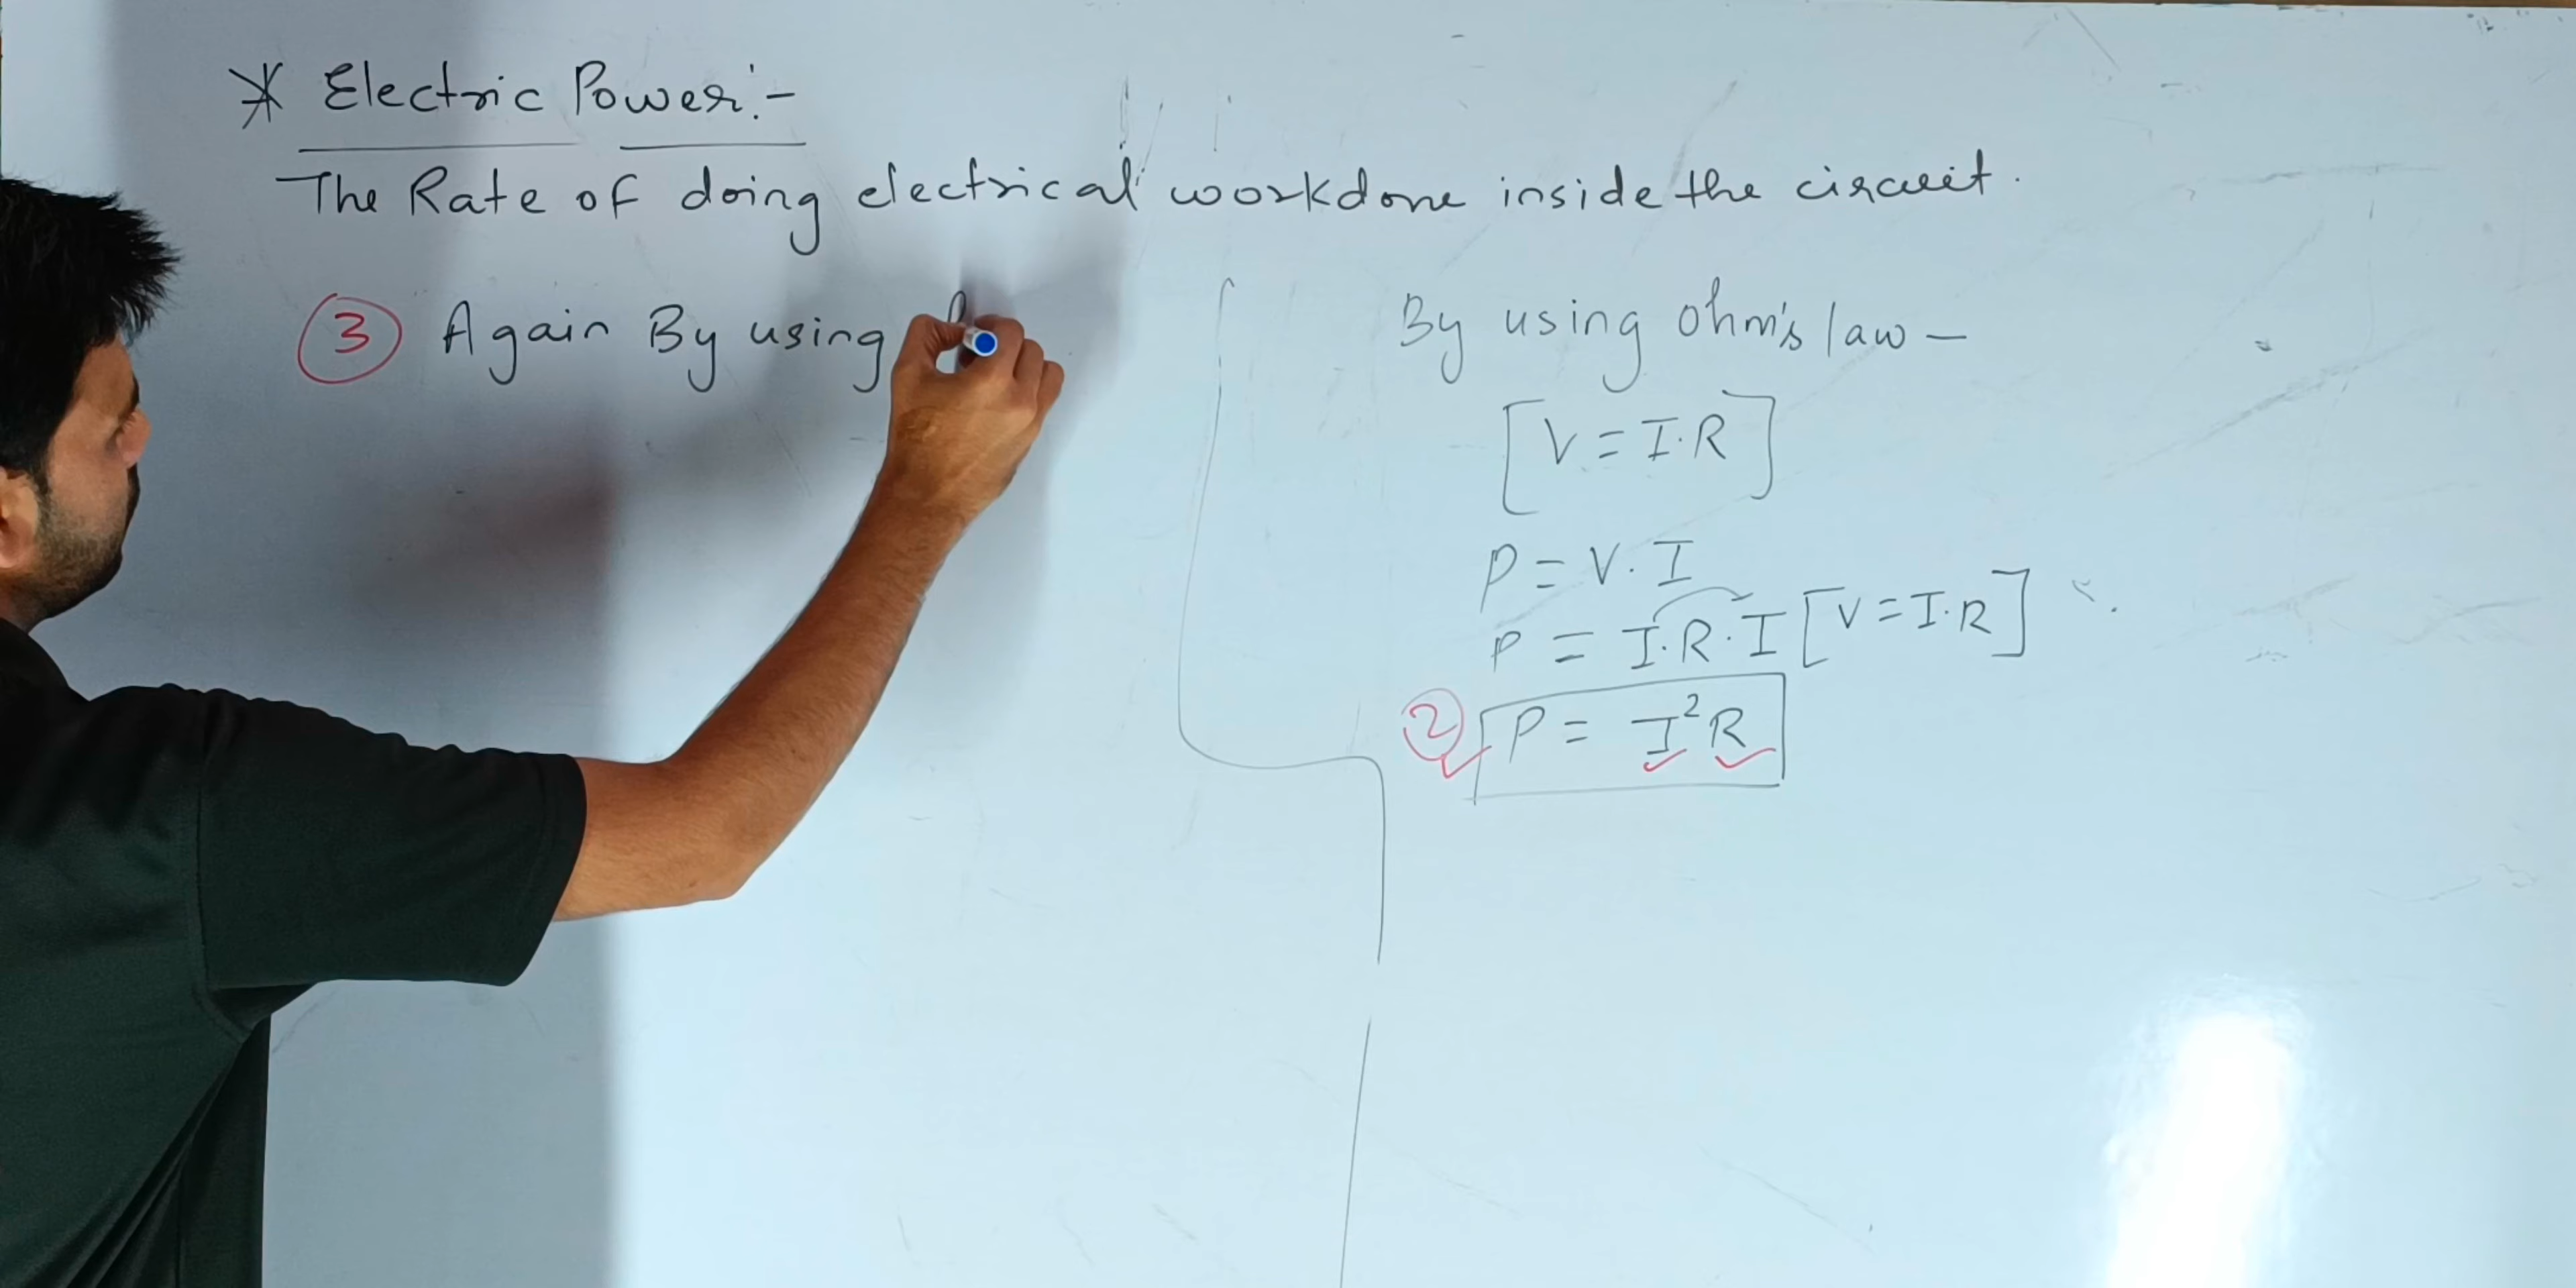 * Electric Power:-
The Rate of doing electrical workdone inside the circuit.
3 Again By using
By using Ohm's law -
[V = I.R]
P = V. I
P = I.R.I [V = I.R]
2 P = I²R